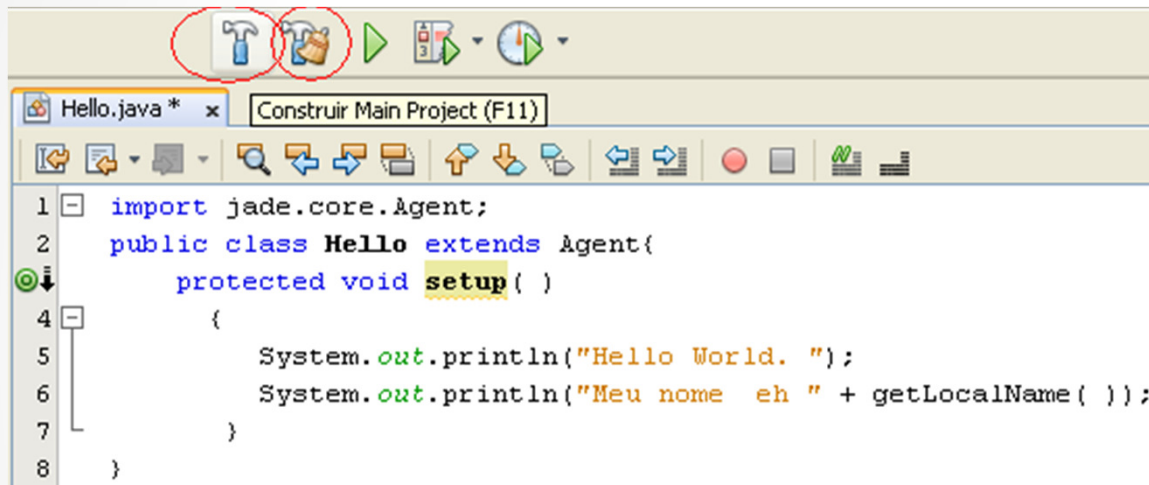 Hello.java * x
Construir Main Project (F11)
1 import jade.core.Agent;
2 public class Hello extends Agent{
protected void setup( )
4 {
5 System.out.println("Hello World. ");
6 System.out.println("Meu nome  eh " + getLocalName( ));
7 }
8 }